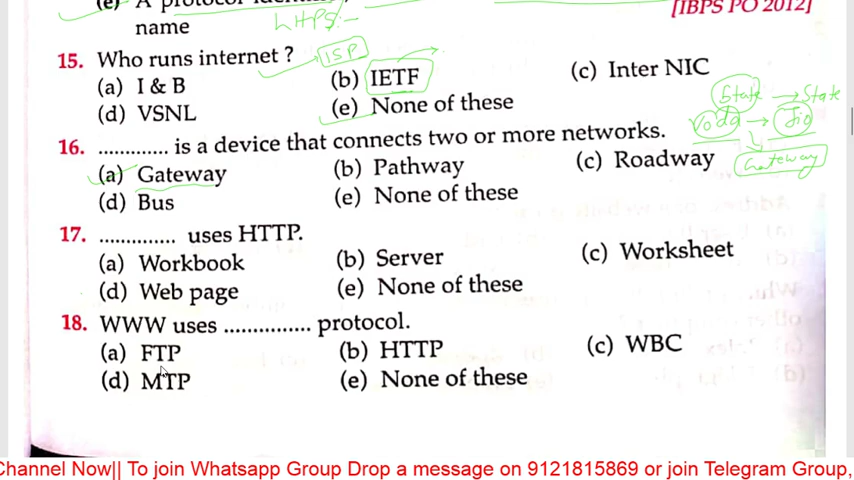 (e) A protocol
[IBPS PO 2012]
name
HTTPS:-
15. Who runs internet ?
ISP
(a) I & B (b) IETF (c) Inter NIC
(d) VSNL (e) None of these
State → State
Voda → Jio
Gateway
16. .............. is a device that connects two or more networks.
(a) Gateway (b) Pathway (c) Roadway
(d) Bus (e) None of these
17. .............. uses HTTP.
(a) Workbook (b) Server (c) Worksheet
(d) Web page (e) None of these
18. WWW uses ................ protocol.
(a) FTP (b) HTTP (c) WBC
(d) MTP (e) None of these
Channel Now|| To join Whatsapp Group Drop a message on 9121815869 or join Telegram Group,